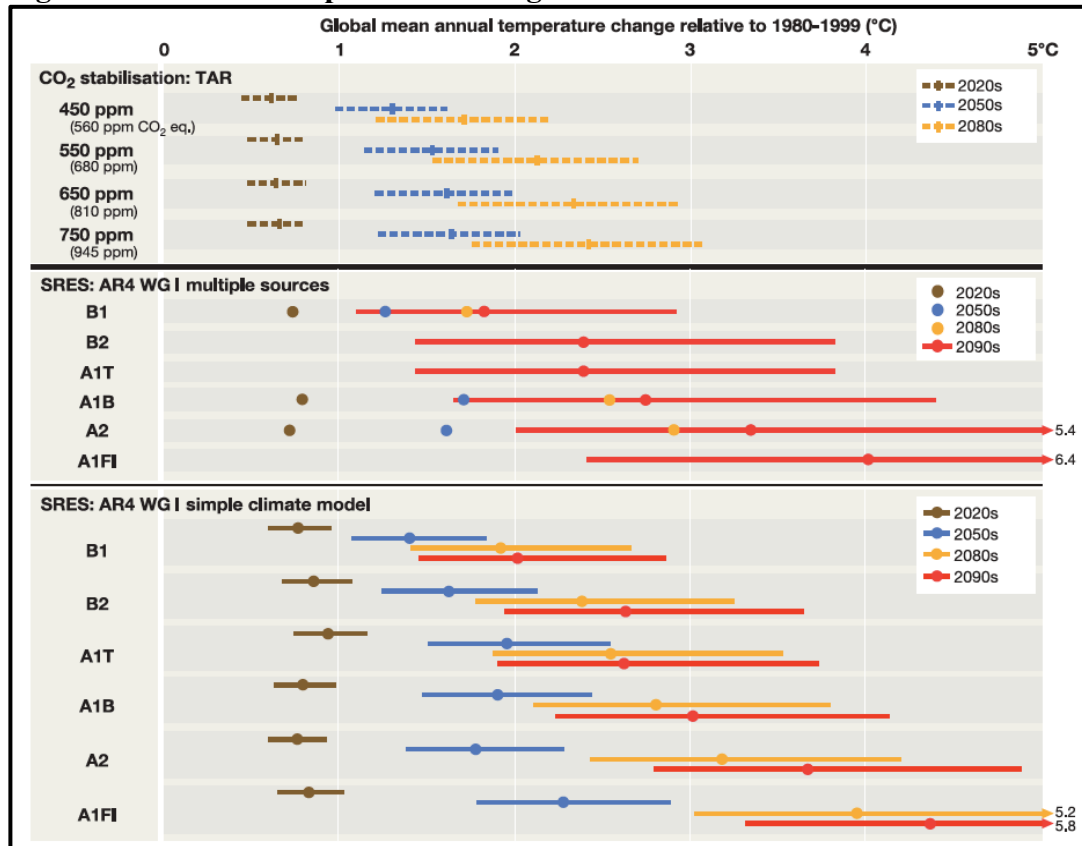 Global mean annual temperature change relative to 1980–1999 (°C)
0 1 2 3 4 5°C
CO2 stabilisation: TAR
450 ppm
(560 ppm CO2 eq.)
550 ppm
(680 ppm)
650 ppm
(810 ppm)
750 ppm
(945 ppm)
2020s
2050s
2080s
SRES: AR4 WG I multiple sources
B1
B2
A1T
A1B
A2
A1FI
2020s
2050s
2080s
2090s
5.4
6.4
SRES: AR4 WG I simple climate model
B1
B2
A1T
A1B
A2
A1FI
2020s
2050s
2080s
2090s
5.2
5.8